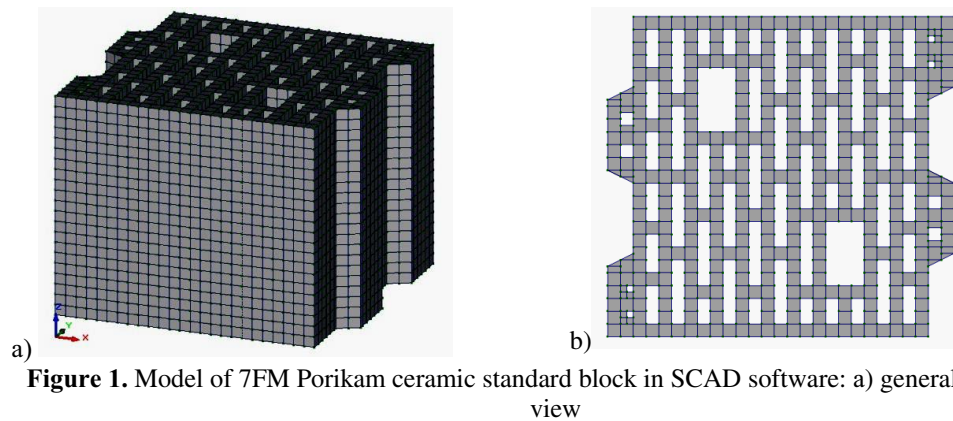 Z
Y
X
a)
b)
Figure 1. Model of 7FM Porikam ceramic standard block in SCAD software: a) general
view